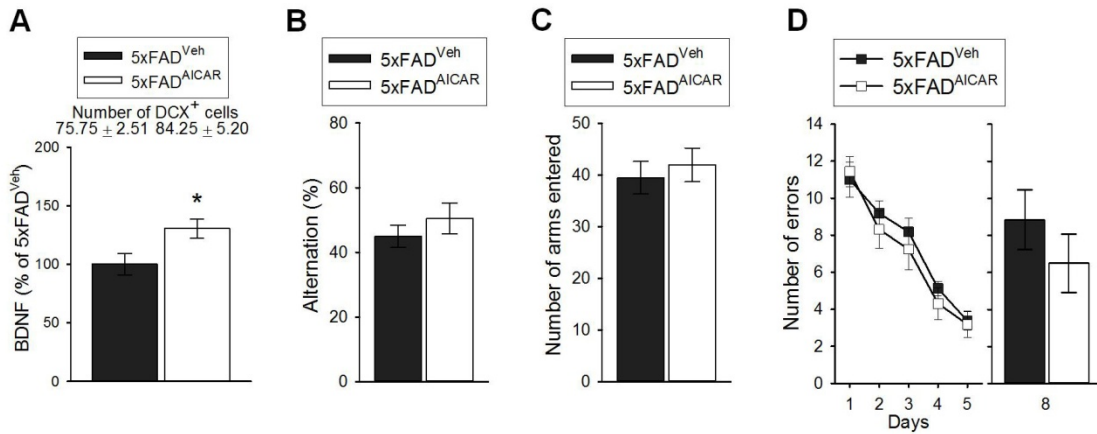 A
5xFAD^Veh
5xFAD^AICAR
Number of DCX^+ cells
75.75 ± 2.51 84.25 ± 5.20
BDNF (% of 5xFAD^Veh)
200
150
100
50
0
*
B
5xFAD^Veh
5xFAD^AICAR
Alternation (%)
80
60
40
20
0
C
5xFAD^Veh
5xFAD^AICAR
Number of arms entered
50
40
30
20
10
0
D
5xFAD^Veh
5xFAD^AICAR
Number of errors
14
12
10
8
6
4
2
0
1 2 3 4 5
Days
8